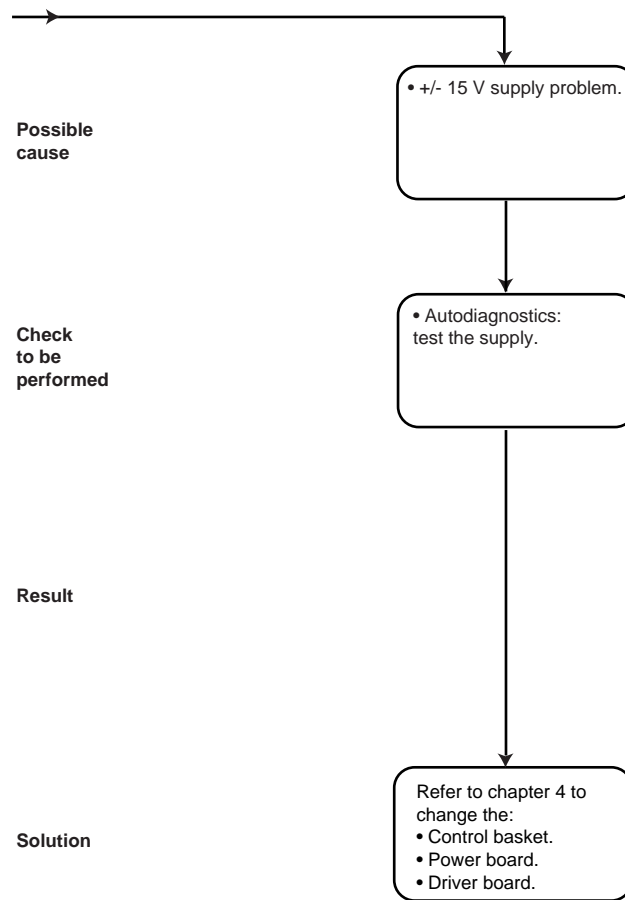 • +/- 15 V supply problem.
Possible
cause
• Autodiagnostics:
test the supply.
Check
to be
performed
Result
Refer to chapter 4 to
change the:
• Control basket.
• Power board.
• Driver board.
Solution